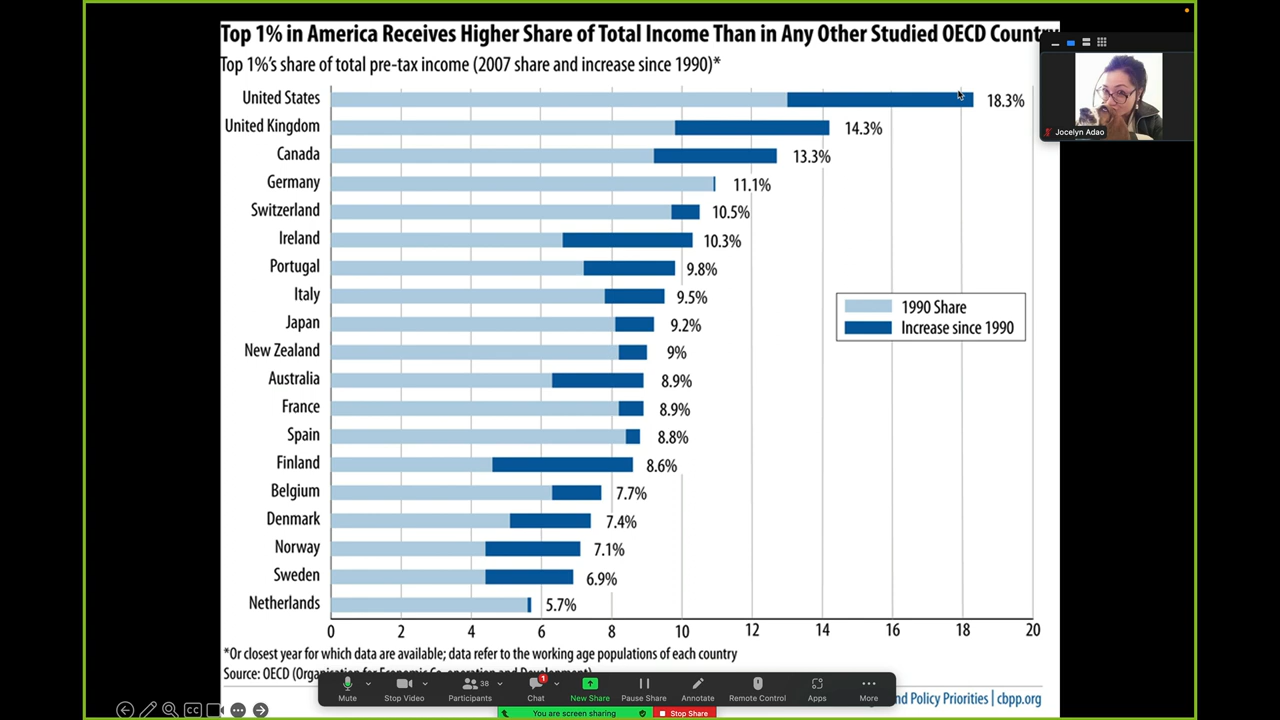 Top 1% in America Receives Higher Share of Total Income Than in Any Other Studied OECD
Top 1%'s share of total pre-tax income (2007 share and increase since 1990)*
United States 18.3%
United Kingdom 14.3%
Canada 13.3%
Germany 11.1%
Switzerland 10.5%
Ireland 10.3%
Portugal 9.8%
Italy 9.5%
Japan 9.2%
New Zealand 9%
Australia 8.9%
France 8.9%
Spain 8.8%
Finland 8.6%
Belgium 7.7%
Denmark 7.4%
Norway 7.1%
Sweden 6.9%
Netherlands 5.7%
1990 Share
Increase since 1990
0 2 4 6 8 10 12 14 16 18 20
*Or closest year for which data are available; data refer to the working age populations of each country
Source: OECD
nd Policy Priorities | cbpp.org
Jocelyn Adao
Mute
Stop Video
Participants 38
Chat 1
New Share
Pause Share
Annotate
Remote Control
Apps
More
You are screen sharing
Stop Share
CC